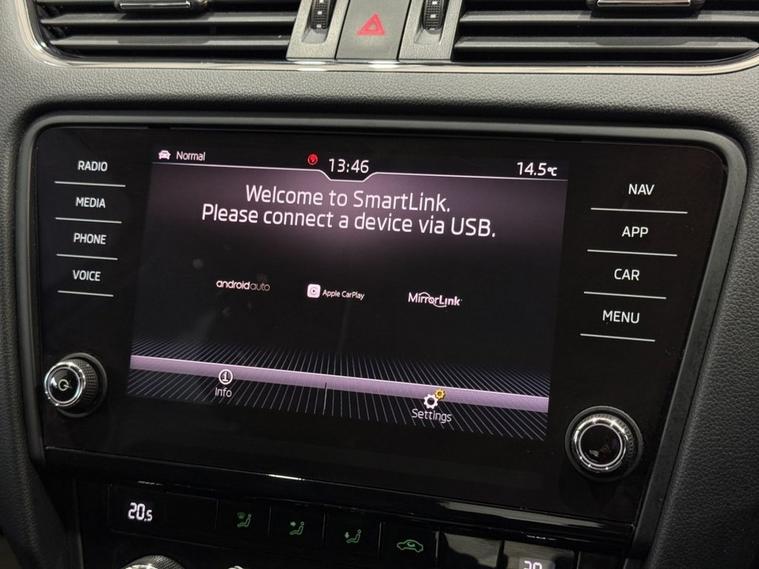 RADIO
MEDIA
PHONE
VOICE
Normal
13:46
14.5°C
Welcome to SmartLink.
Please connect a device via USB.
androidauto
Apple CarPlay
MirrorLink
Info
Settings
NAV
APP
CAR
MENU
20.5